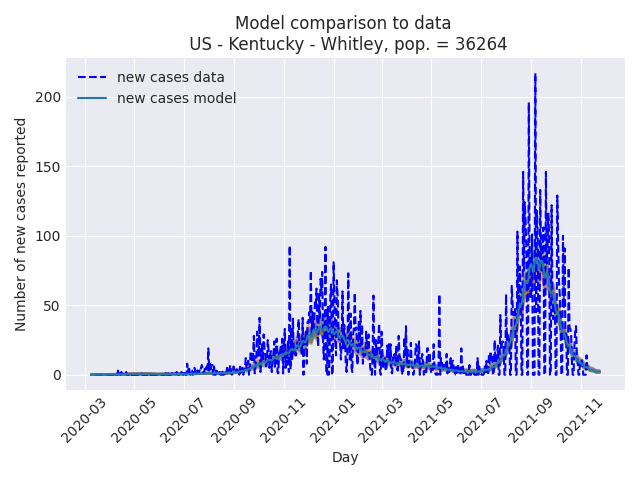 Model comparison to data
US - Kentucky - Whitley, pop. = 36264
new cases data
new cases model
Number of new cases reported
200
150
100
50
0
2020-03
2020-05
2020-07
2020-09
2020-11
2021-01
2021-03
2021-05
2021-07
2021-09
2021-11
Day